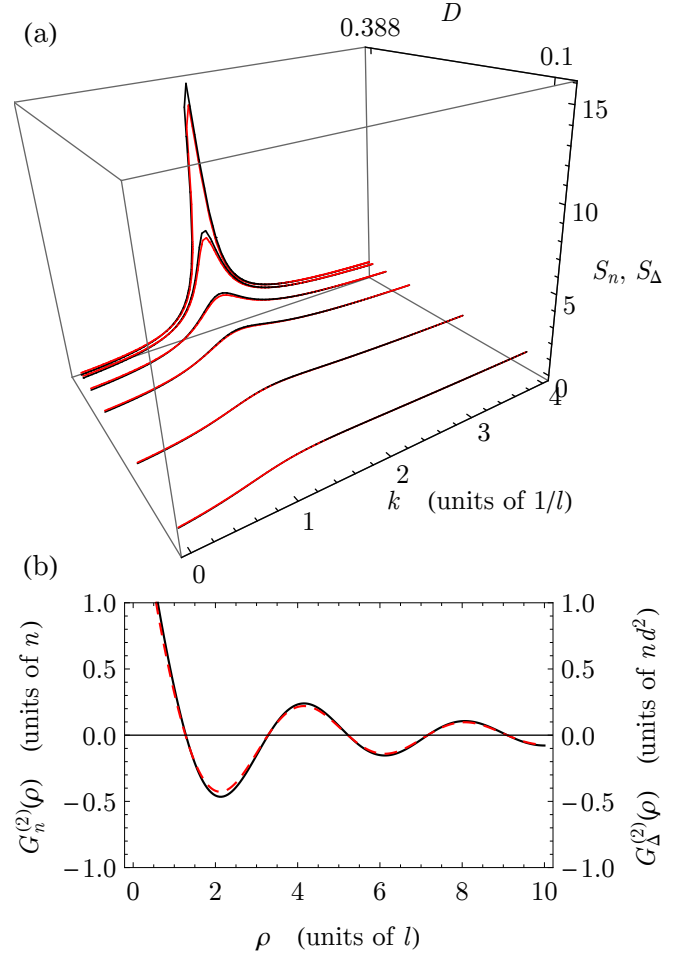 (a)
D
0.388
0.1
15
10
S_n, S_Δ
5
0
4
3
2
k (units of 1/l)
1
0
(b)
1.0
0.5
0.0
−0.5
−1.0
G_n^(2)(ρ) (units of n)
1.0
0.5
0.0
−0.5
−1.0
G_Δ^(2)(ρ) (units of nd²)
0 2 4 6 8 10
ρ (units of l)